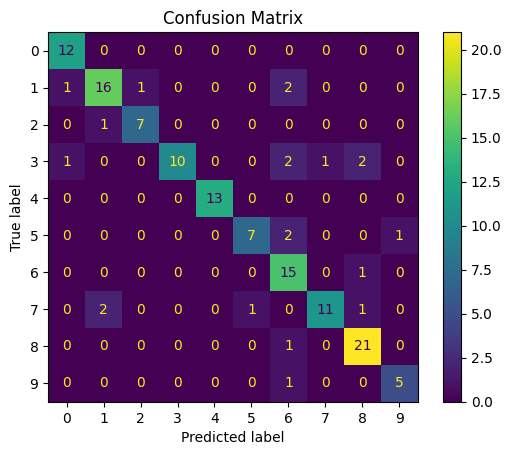 Confusion Matrix
0 12 0 0 0 0 0 0 0 0 0
1 1 16 1 0 0 0 2 0 0 0
2 0 1 7 0 0 0 0 0 0 0
3 1 0 0 10 0 0 2 1 2 0
4 0 0 0 0 13 0 0 0 0 0
5 0 0 0 0 0 7 2 0 0 1
6 0 0 0 0 0 0 15 0 1 0
7 0 2 0 0 0 1 0 11 1 0
8 0 0 0 0 0 0 1 0 21 0
9 0 0 0 0 0 0 1 0 0 5
0 1 2 3 4 5 6 7 8 9
True label
Predicted label
20.0
17.5
15.0
12.5
10.0
7.5
5.0
2.5
0.0